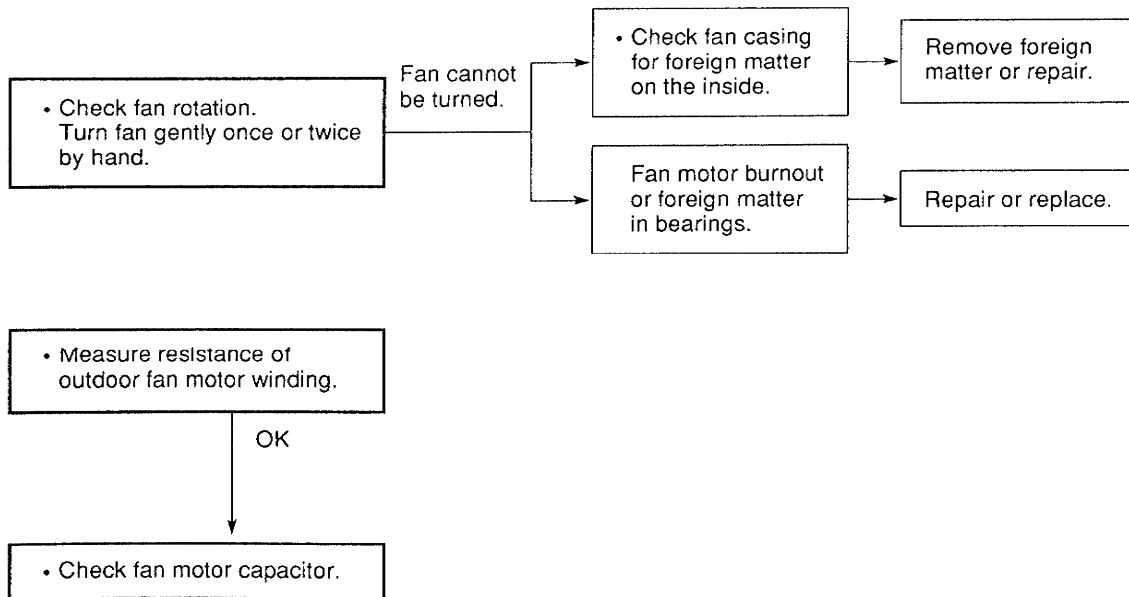 • Check fan rotation.
Turn fan gently once or twice
by hand.
Fan cannot
be turned.
• Check fan casing
for foreign matter
on the inside.
Remove foreign
matter or repair.
Fan motor burnout
or foreign matter
in bearings.
Repair or replace.
• Measure resistance of
outdoor fan motor winding.
OK
• Check fan motor capacitor.